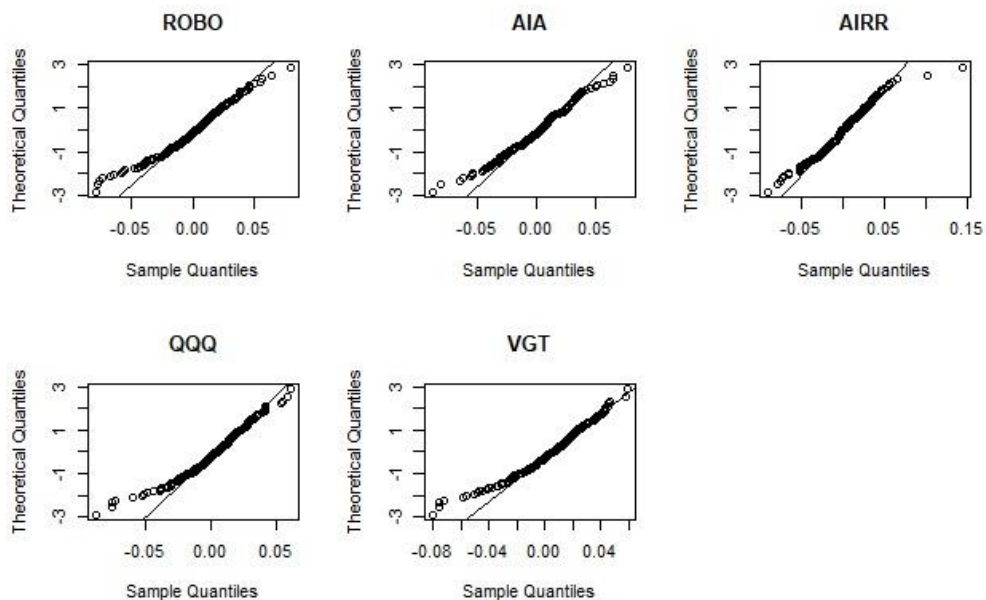 ROBO
AIA
AIRR
Theoretical Quantiles
3
1
-1
-3
-0.05
0.00
0.05
Sample Quantiles
Theoretical Quantiles
3
1
-1
-3
-0.05
0.00
0.05
Sample Quantiles
Theoretical Quantiles
3
1
-1
-3
-0.05
0.05
0.15
Sample Quantiles
QQQ
VGT
Theoretical Quantiles
3
1
-1
-3
-0.05
0.00
0.05
Sample Quantiles
Theoretical Quantiles
3
1
-1
-3
-0.08
-0.04
0.00
0.04
Sample Quantiles